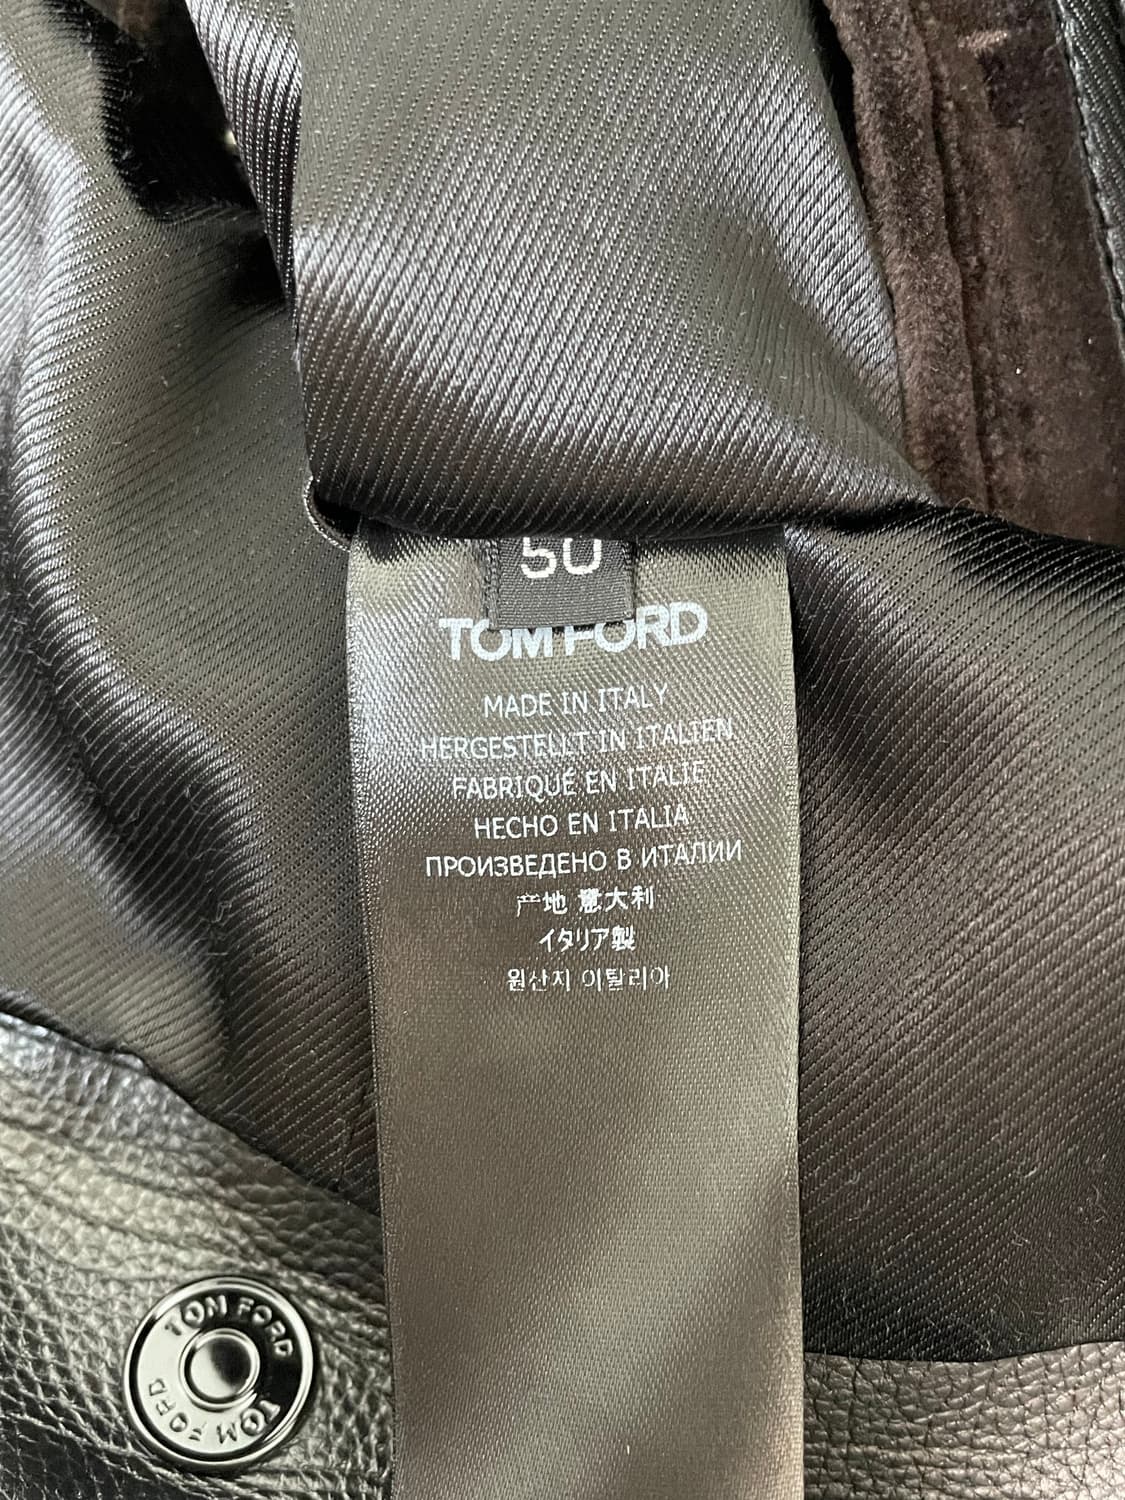 50
TOM FORD
MADE IN ITALY
HERGESTELLT IN ITALIEN
FABRIQUÉ EN ITALIE
HECHO EN ITALIA
ПРОИЗВЕДЕНО В ИТАЛИИ
产地 意大利
イタリア製
원산지 이탈리아
TOM FORD
TOM FORD